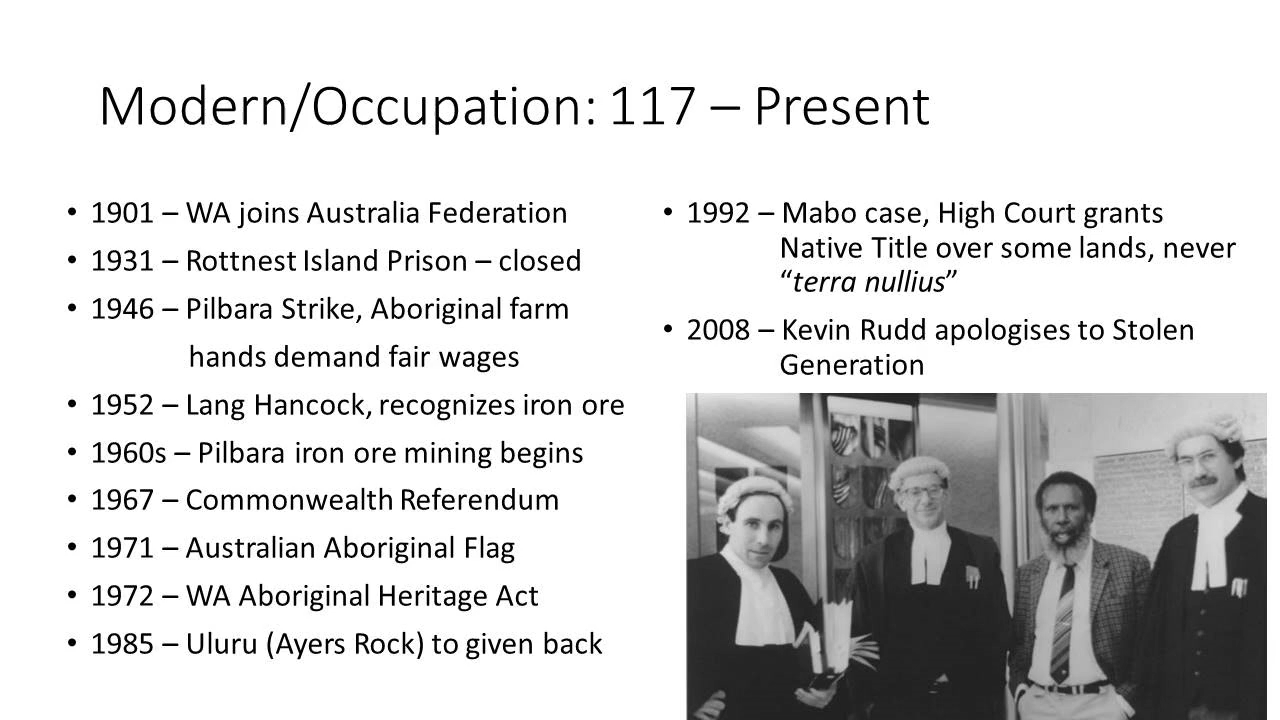 Modern/Occupation: 117 – Present
• 1901 – WA joins Australia Federation
• 1931 – Rottnest Island Prison – closed
• 1946 – Pilbara Strike, Aboriginal farm
hands demand fair wages
• 1952 – Lang Hancock, recognizes iron ore
• 1960s – Pilbara iron ore mining begins
• 1967 – Commonwealth Referendum
• 1971 – Australian Aboriginal Flag
• 1972 – WA Aboriginal Heritage Act
• 1985 – Uluru (Ayers Rock) to given back
• 1992 – Mabo case, High Court grants
Native Title over some lands, never
“terra nullius”
• 2008 – Kevin Rudd apologises to Stolen
Generation